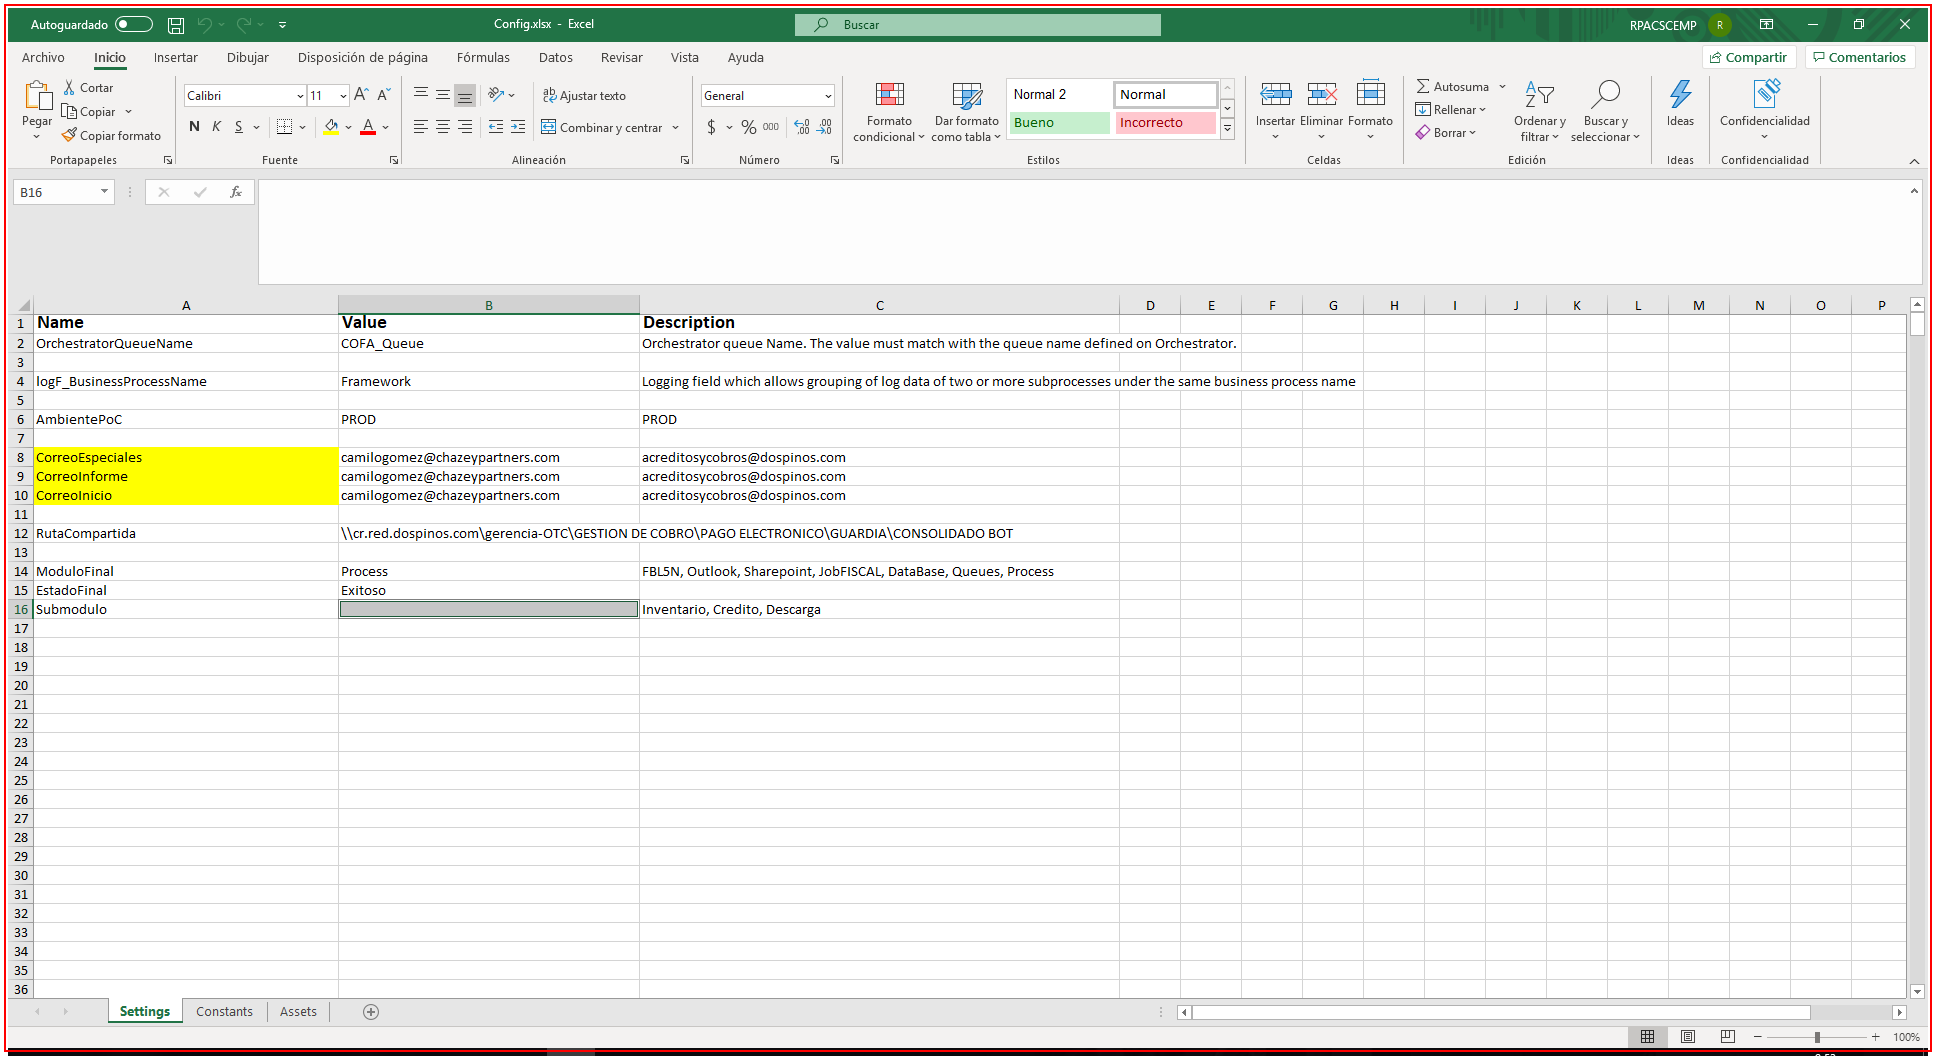 Autoguardado
Config.xlsx - Excel
Buscar
RPACSCEMP R
Archivo Inicio Insertar Dibujar Disposición de página Fórmulas Datos Revisar Vista Ayuda
Compartir Comentarios
Pegar
Cortar
Copiar
Copiar formato
Portapapeles
Calibri 11
N K S
Fuente
Ajustar texto
Combinar y centrar
Alineación
General
$ % 000
Número
Formato condicional
Dar formato como tabla
Normal 2 Normal
Bueno Incorrecto
Estilos
Insertar Eliminar Formato
Celdas
Autosuma
Rellenar
Borrar
Ordenar y filtrar
Buscar y seleccionar
Edición
Ideas
Ideas
Confidencialidad
Confidencialidad
B16
fx
A B C D E F G H I J K L M N O P
1 Name Value Description
2 OrchestratorQueueName COFA_Queue Orchestrator queue Name. The value must match with the queue name defined on Orchestrator.
3
4 logF_BusinessProcessName Framework Logging field which allows grouping of log data of two or more subprocesses under the same business process name
5
6 AmbientePoC PROD PROD
7
8 CorreoEspeciales camilogomez@chazeypartners.com acreditosycobros@dospinos.com
9 CorreoInforme camilogomez@chazeypartners.com acreditosycobros@dospinos.com
10 CorreoInicio camilogomez@chazeypartners.com acreditosycobros@dospinos.com
11
12 RutaCompartida \\cr.red.dospinos.com\gerencia-OTC\GESTION DE COBRO\PAGO ELECTRONICO\GUARDIA\CONSOLIDADO BOT
13
14 ModuloFinal Process FBL5N, Outlook, Sharepoint, JobFISCAL, DataBase, Queues, Process
15 EstadoFinal Exitoso
16 Submodulo Inventario, Credito, Descarga
17
18
19
20
21
22
23
24
25
26
27
28
29
30
31
32
33
34
35
36
Settings Constants Assets
100%